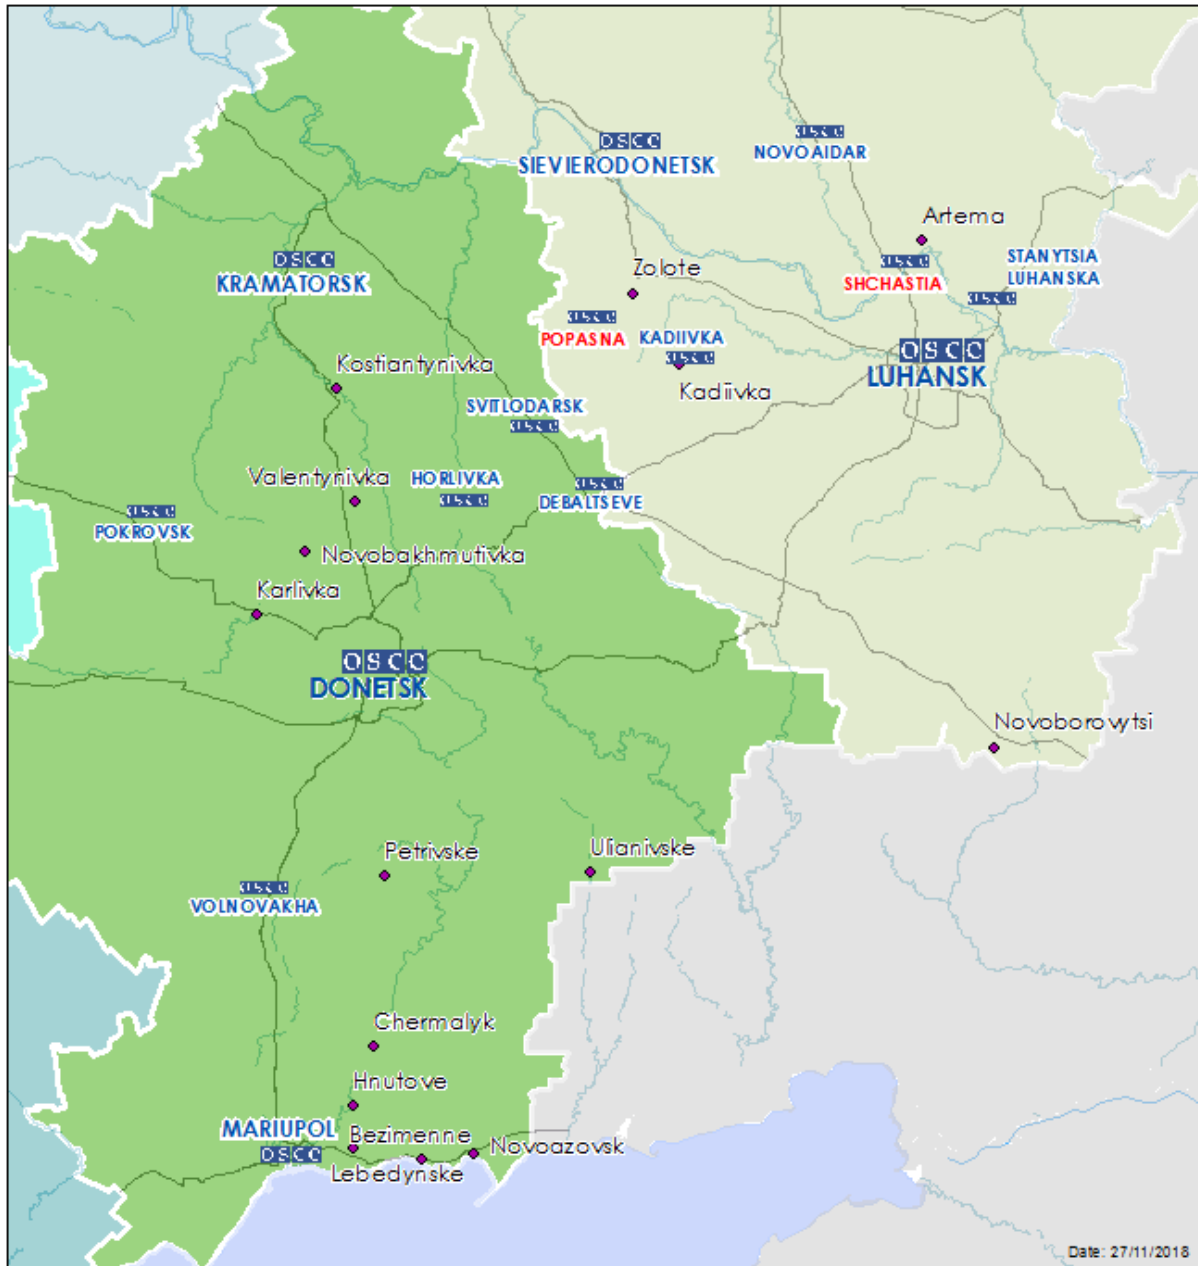 OSCE
SIEVIERODONETSK
OSCE
NOVOAIDAR
Artema
OSCE
KRAMATORSK
Zolote
OSCE
SHCHASTIA
STANYTSIA
LUHANSKA
OSCE
OSCE
POPASNA
KADIIVKA
OSCE
Kadiivka
OSCE
LUHANSK
Kostiantynivka
SVITLODARSK
OSCE
Valentynivka
HORLIVKA
OSCE
OSCE
DEBALTSEVE
OSCE
POKROVSK
Novobakhmutivka
Karlivka
OSCE
DONETSK
Novoborovytsi
Petrivske
Ulianivske
OSCE
VOLNOVAKHA
Chermalyk
Hnutove
MARIUPOL
OSCE
Bezimenne
Novoazovsk
Lebedynske
Date: 27/11/2018